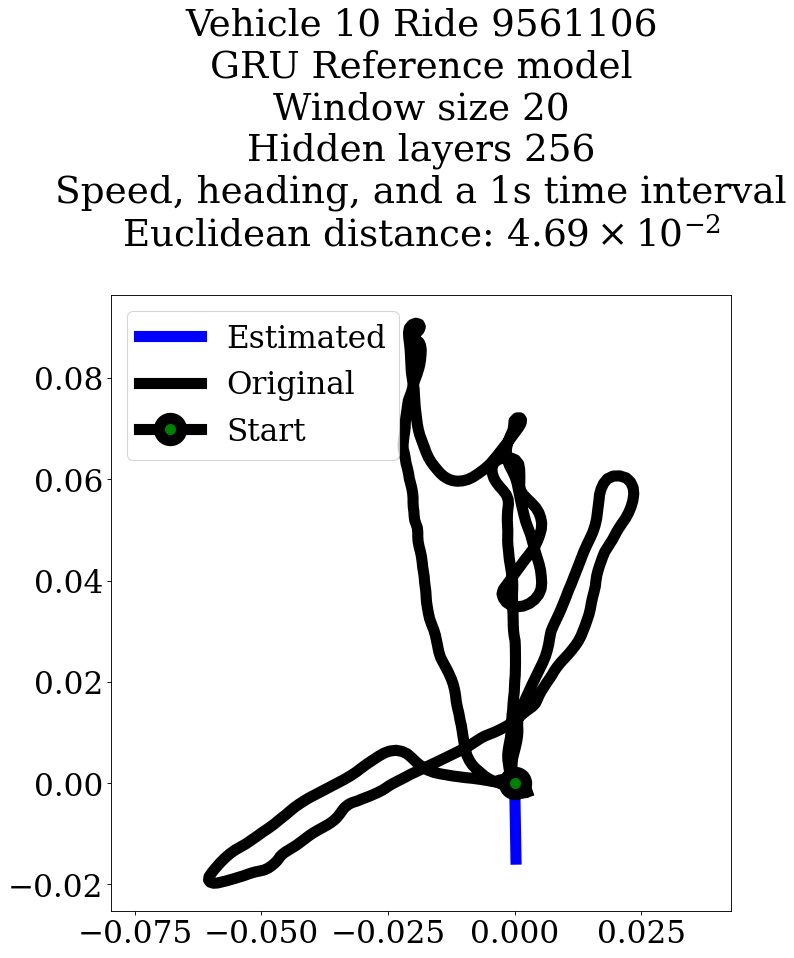 Vehicle 10 Ride 9561106
GRU Reference model
Window size 20
Hidden layers 256
Speed, heading, and a 1s time interval
Euclidean distance: 4.69 × 10⁻²
Estimated
Original
Start
0.08
0.06
0.04
0.02
0.00
−0.02
−0.075 −0.050 −0.025 0.000 0.025